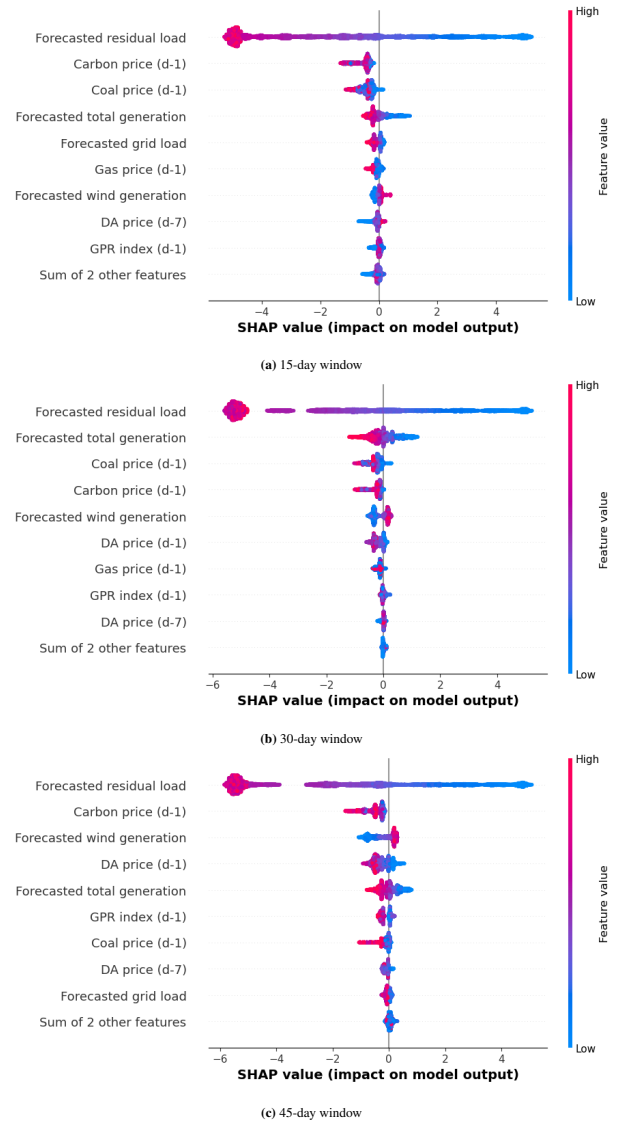 High
Forecasted residual load
Carbon price (d-1)
Coal price (d-1)
Forecasted total generation
Forecasted grid load
Gas price (d-1)
Forecasted wind generation
DA price (d-7)
GPR index (d-1)
Sum of 2 other features
Feature value
Low
−4 −2 0 2 4
SHAP value (impact on model output)
(a) 15-day window
High
Forecasted residual load
Forecasted total generation
Coal price (d-1)
Carbon price (d-1)
Forecasted wind generation
DA price (d-1)
Gas price (d-1)
GPR index (d-1)
DA price (d-7)
Sum of 2 other features
Feature value
Low
−6 −4 −2 0 2 4
SHAP value (impact on model output)
(b) 30-day window
High
Forecasted residual load
Carbon price (d-1)
Forecasted wind generation
DA price (d-1)
Forecasted total generation
GPR index (d-1)
Coal price (d-1)
DA price (d-7)
Forecasted grid load
Sum of 2 other features
Feature value
Low
−6 −4 −2 0 2 4
SHAP value (impact on model output)
(c) 45-day window